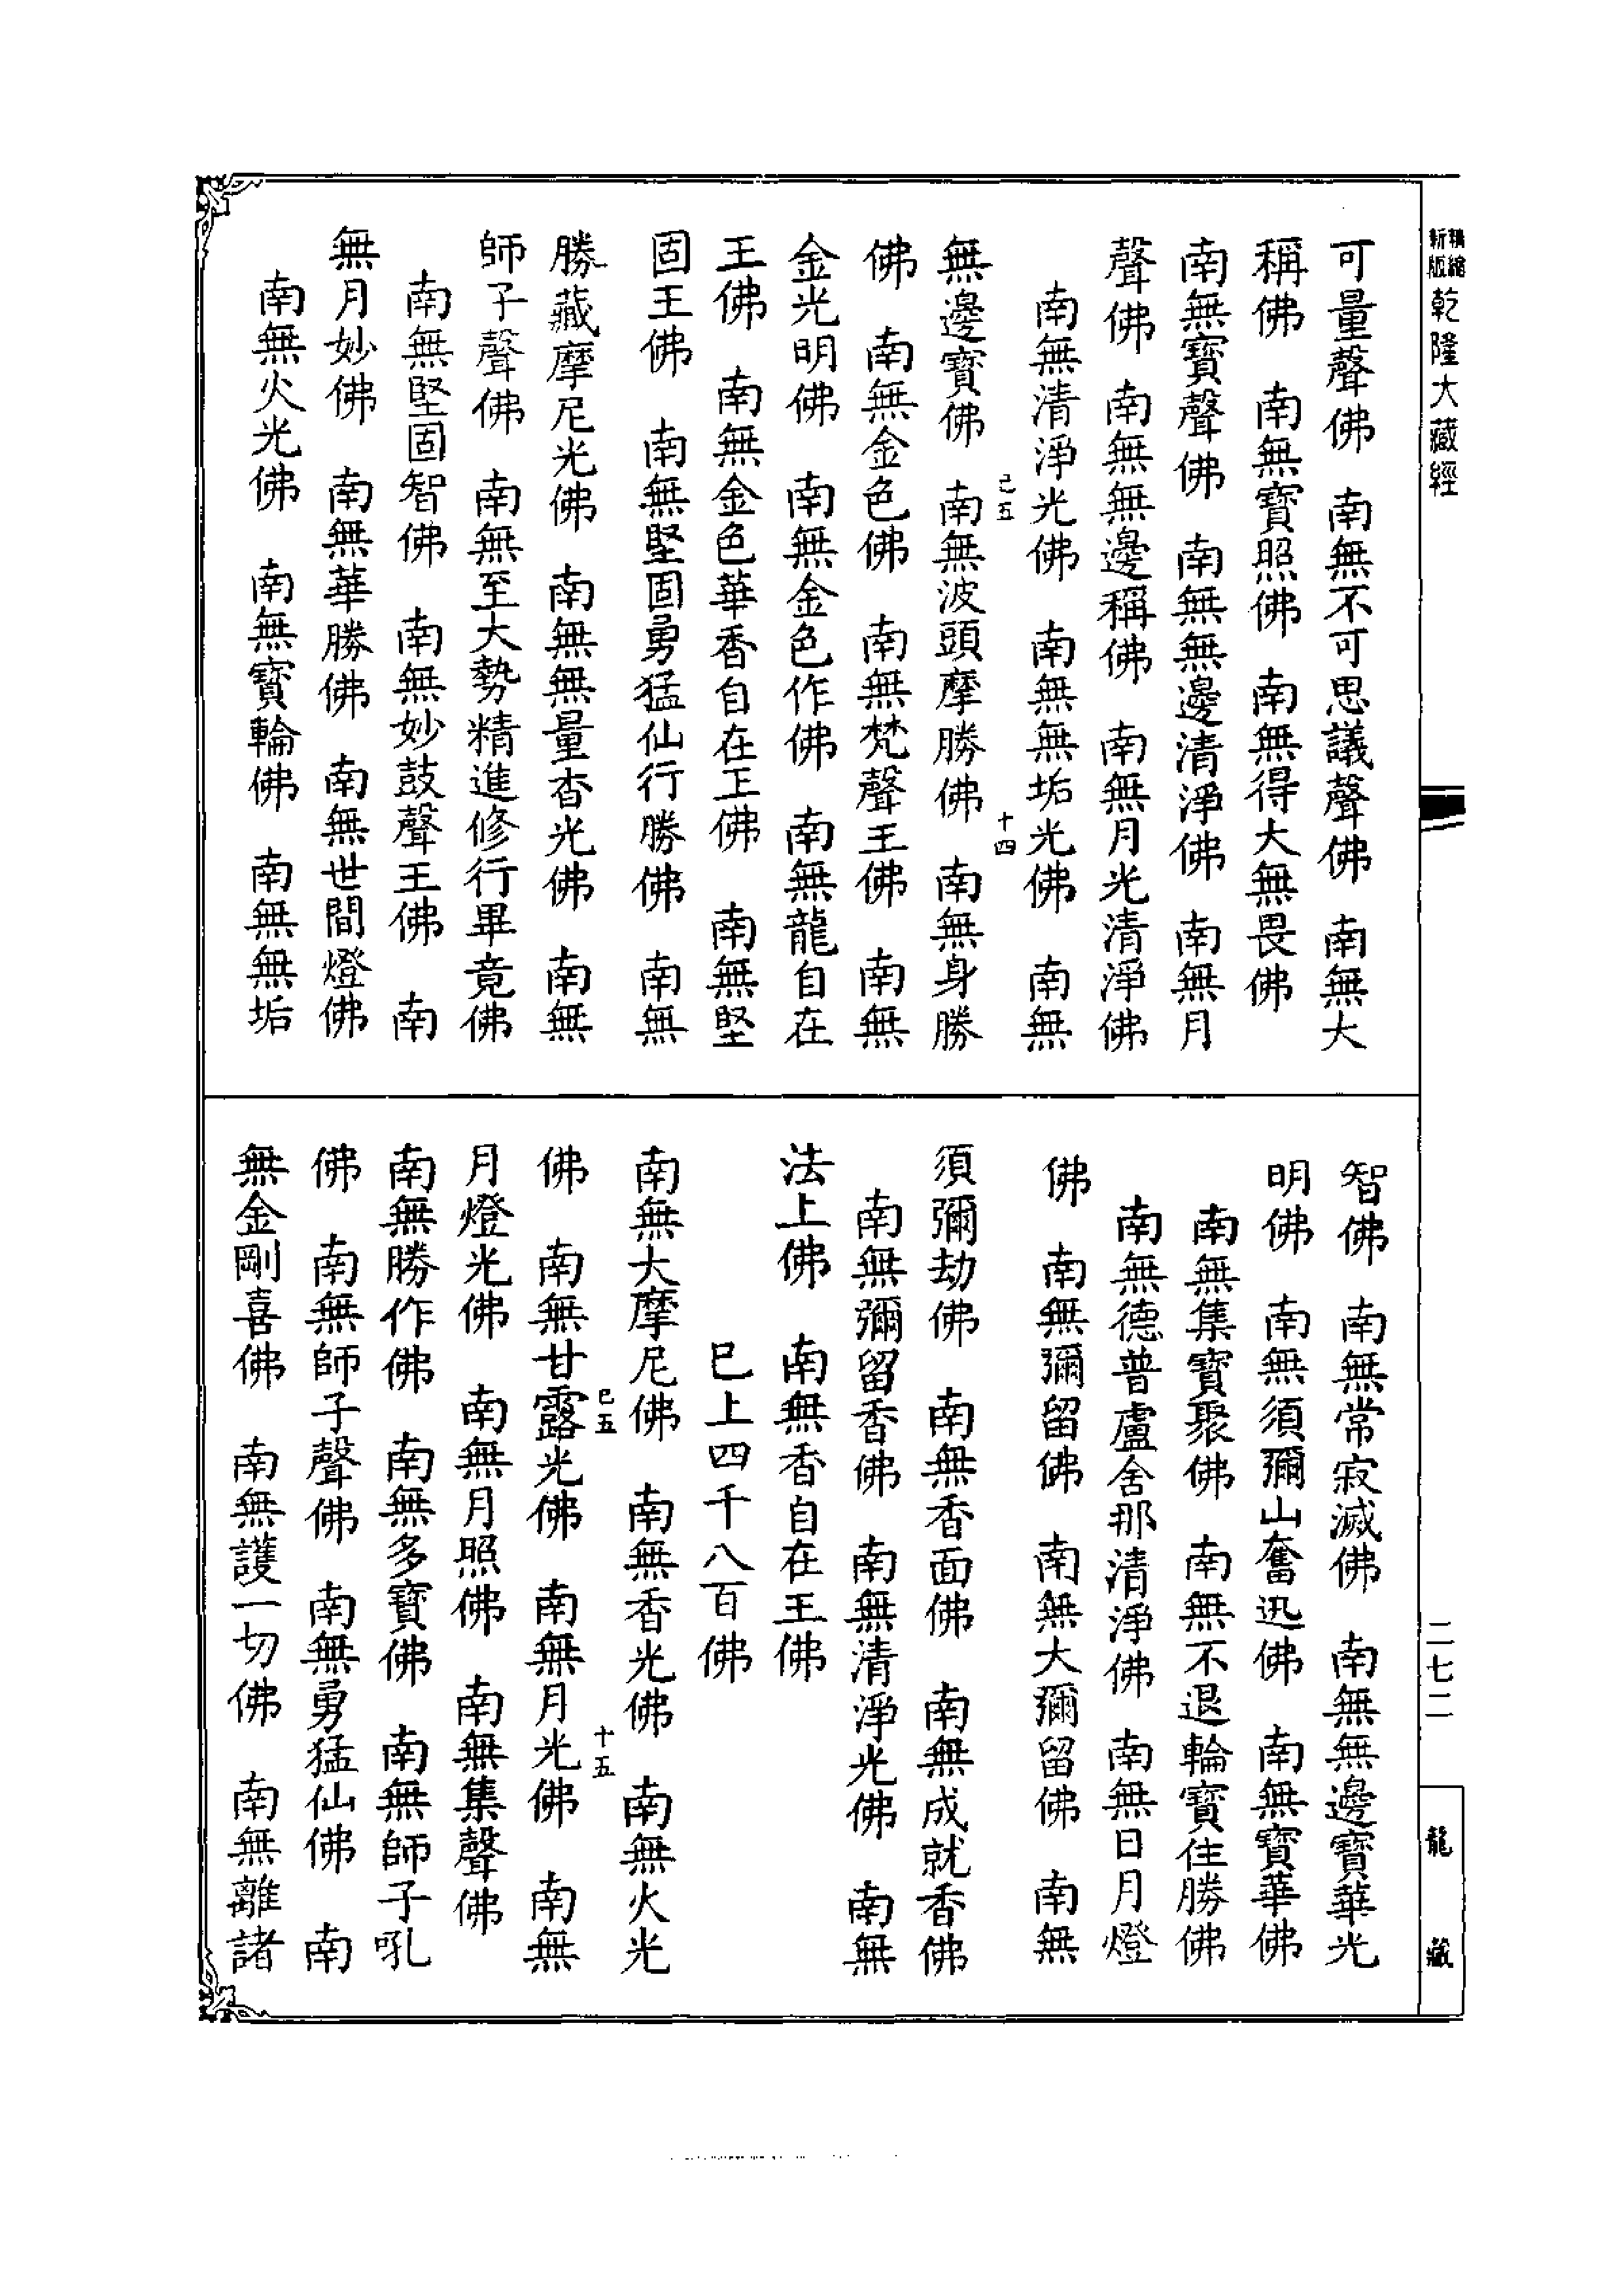 新版精縮
乾隆大藏經
可量聲佛　南無不可思議聲佛　南無大
稱佛　南無寶照佛　南無得大無畏佛
南無寶聲佛　南無無邊清淨佛　南無月
聲佛　南無無邊稱佛　南無月光清淨佛
南無清淨光佛　南無無垢光佛　南無
己五　十四
無邊寶佛　南無波頭摩勝佛　南無身勝
佛　南無金色佛　南無梵聲王佛　南無
金光明佛　南無金色作佛　南無龍自在
王佛　南無金色華香自在王佛　南無堅
固王佛　南無堅固勇猛仙行勝佛　南無
勝藏摩尼光佛　南無無量香光佛　南無
師子聲佛　南無至大勢精進修行畢竟佛
南無堅固智佛　南無妙鼓聲王佛　南
無月妙佛　南無華勝佛　南無世間燈佛
南無火光佛　南無寶輪佛　南無無垢
智佛　南無常寂滅佛　南無無邊寶華光
明佛　南無須彌山奮迅佛　南無寶華佛
南無集寶聚佛　南無不退輪寶住勝佛
南無德普盧舍那清淨佛　南無日月燈
佛　南無彌留佛　南無大彌留佛　南無
須彌劫佛　南無香面佛　南無成就香佛
南無彌留香佛　南無清淨光佛　南無
法上佛　南無香自在王佛
巳上四千八百佛
南無大摩尼佛　南無香光佛　南無火光
己五　十五
佛　南無甘露光佛　南無月光佛　南無
月燈光佛　南無月照佛　南無集聲佛
南無勝作佛　南無多寶佛　南無師子吼
佛　南無師子聲佛　南無勇猛仙佛　南
無金剛喜佛　南無護一切佛　南無離諸
二七二
龍藏